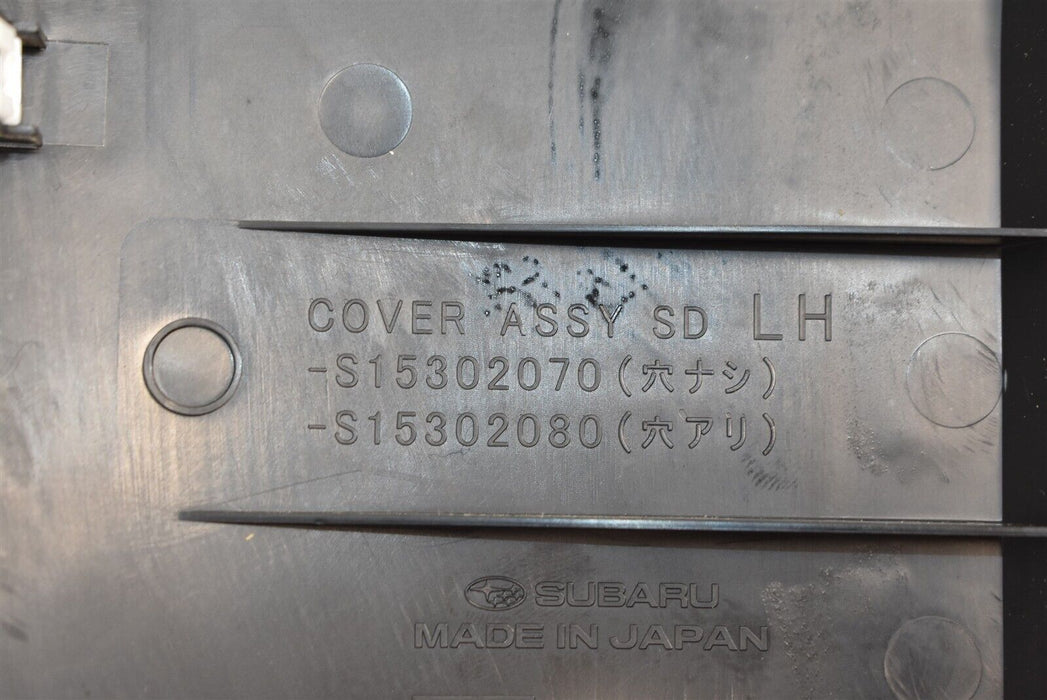 COVER ASSY SD LH
-S15302070(穴ナシ)
-S15302080(穴アリ)
SUBARU
MADE IN JAPAN